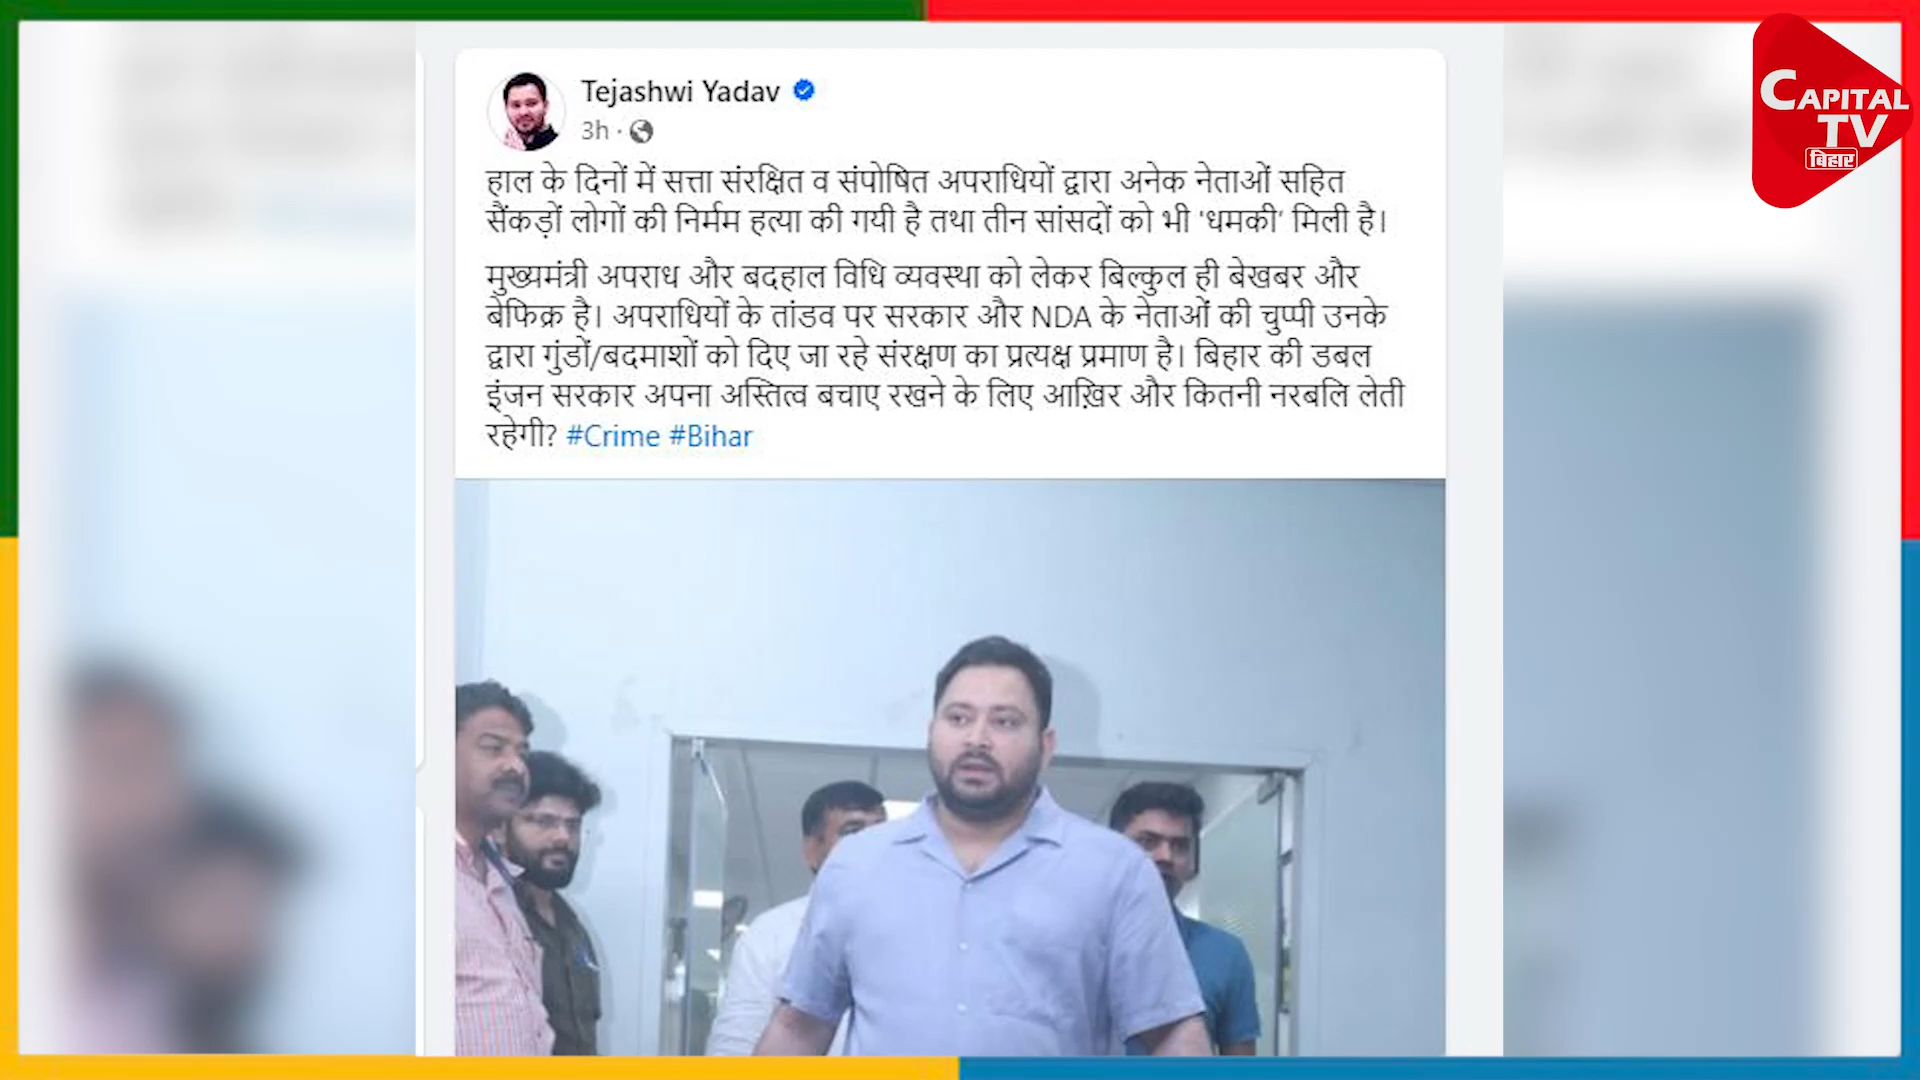 Tejashwi Yadav
3h ·
हाल के दिनों में सत्ता संरक्षित व संपोषित अपराधियों द्वारा अनेक नेताओं सहित
सैंकड़ों लोगों की निर्मम हत्या की गयी है तथा तीन सांसदों को भी 'धमकी' मिली है।
मुख्यमंत्री अपराध और बदहाल विधि व्यवस्था को लेकर बिल्कुल ही बेखबर और
बेफिक्र है। अपराधियों के तांडव पर सरकार और NDA के नेताओं की चुप्पी उनके
द्वारा गुंडों/बदमाशों को दिए जा रहे संरक्षण का प्रत्यक्ष प्रमाण है। बिहार की डबल
इंजन सरकार अपना अस्तित्व बचाए रखने के लिए आख़िर और कितनी नरबलि लेती
रहेगी? #Crime #Bihar
CAPITAL
TV
बिहार